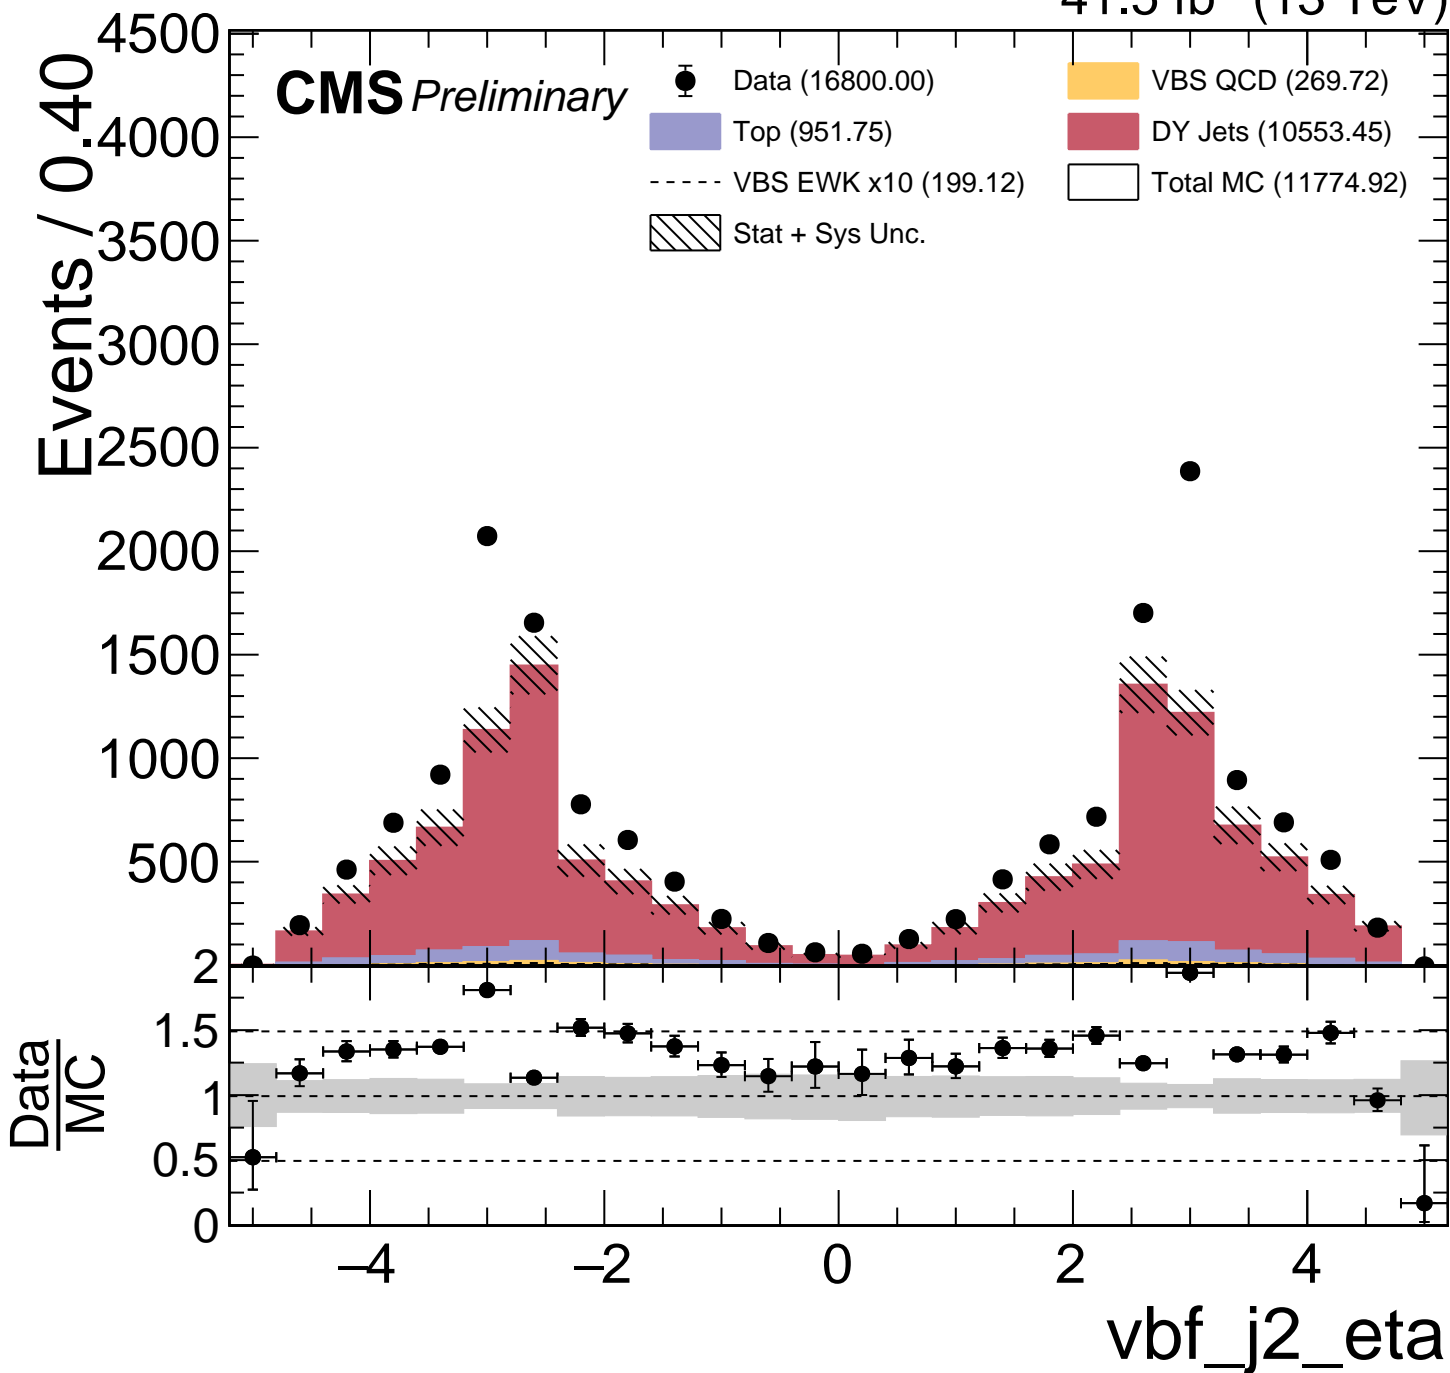 41.5 fb (13 TeV)
CMS Preliminary
Data (16800.00)
VBS QCD (269.72)
Top (951.75)
DY Jets (10553.45)
VBS EWK x10 (199.12)
Total MC (11774.92)
Stat + Sys Unc.
Events / 0.40
4500
4000
3500
3000
2500
2000
1500
1000
500
2
1.5
1
0.5
0
Data
MC
−4
−2
0
2
4
vbf_j2_eta